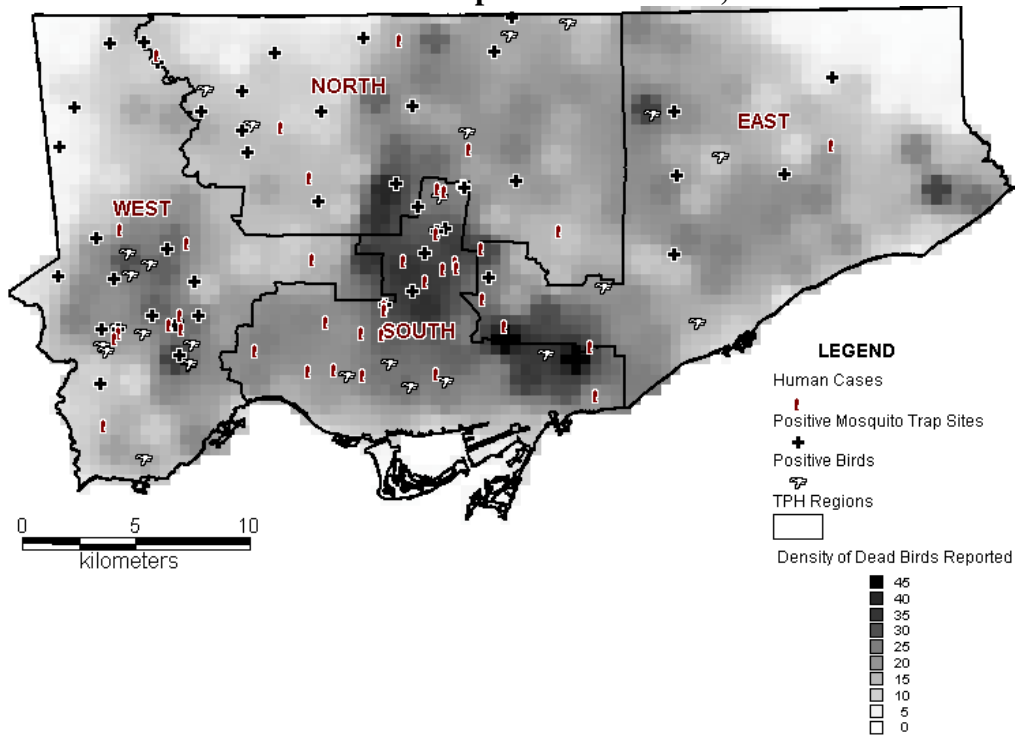 NORTH
EAST
WEST
SOUTH
LEGEND
Human Cases
Positive Mosquito Trap Sites
Positive Birds
TPH Regions
Density of Dead Birds Reported
45
40
35
30
25
20
15
10
5
0
0 5 10
kilometers